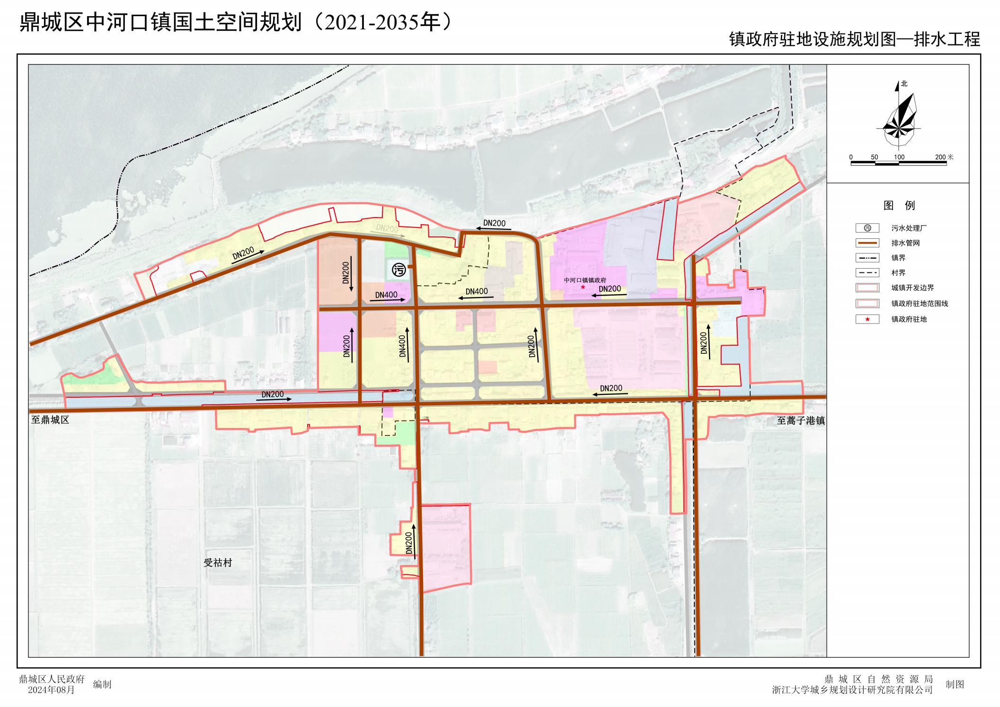 鼎城区中河口镇国土空间规划（2021-2035年）
镇政府驻地设施规划图—排水工程
北
0 50 100 200 米
图 例
污 污水处理厂
排水管网
镇界
村界
城镇开发边界
镇政府驻地范围线
镇政府驻地
DN200
DN200
DN200
DN200
污
中河口镇镇政府
DN400
DN400
DN200
DN200
DN400
DN200
DN200
DN200
DN200
至鼎城区
至蒿子港镇
DN200
受祜村
鼎城区人民政府
2024年08月
编制
鼎城区自然资源局
浙江大学城乡规划设计研究院有限公司
制图